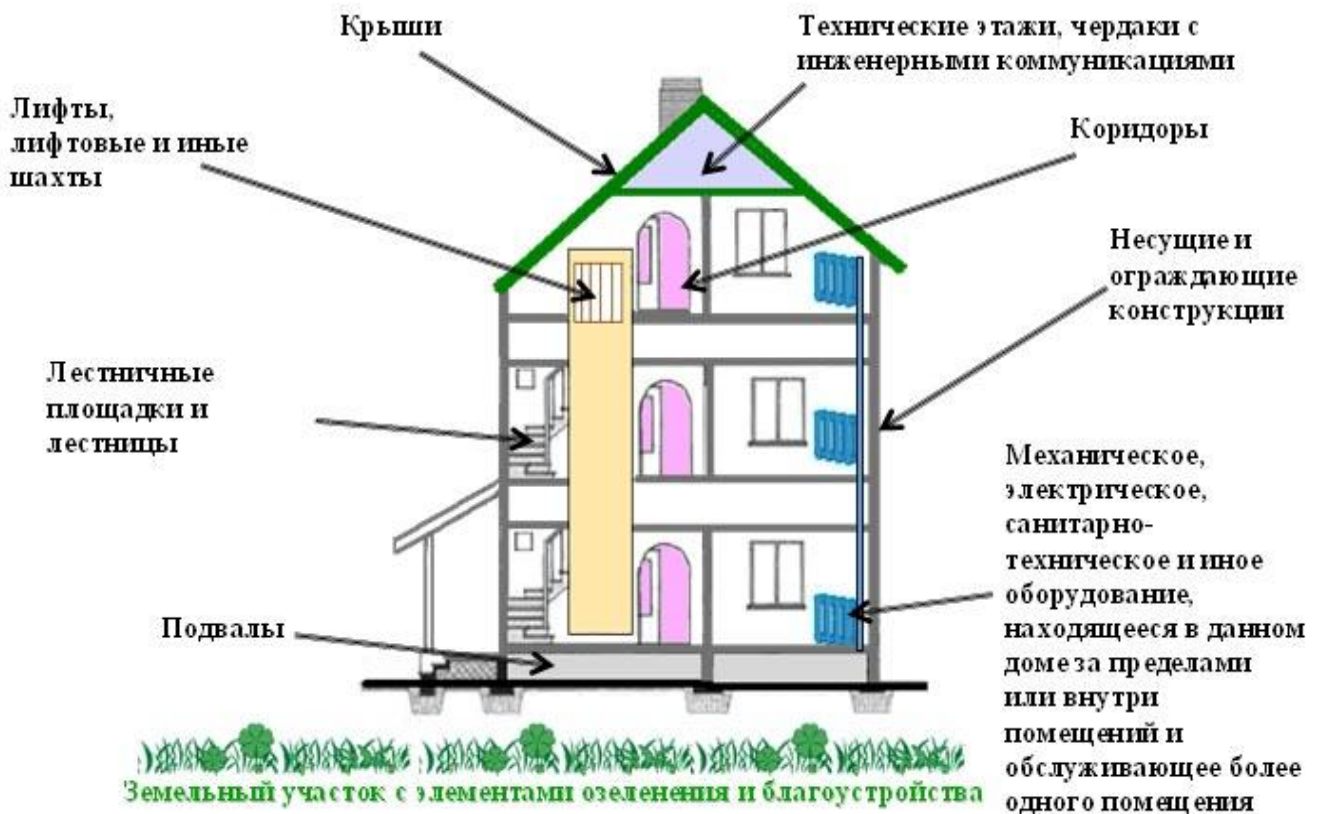 Крыши
Технические этажи, чердаки с
инженерными коммуникациями
Лифты,
лифтовые и иные
шахты
Коридоры
Несущие и
ограждающие
конструкции
Лестничные
площадки и
лестницы
Механическое,
электрическое,
санитарно-
техническое и иное
оборудование,
находящееся в данном
доме за пределами
или внутри
помещений и
обслуживающее более
одного помещения
Подвалы
Земельный участок с элементами озеленения и благоустройства